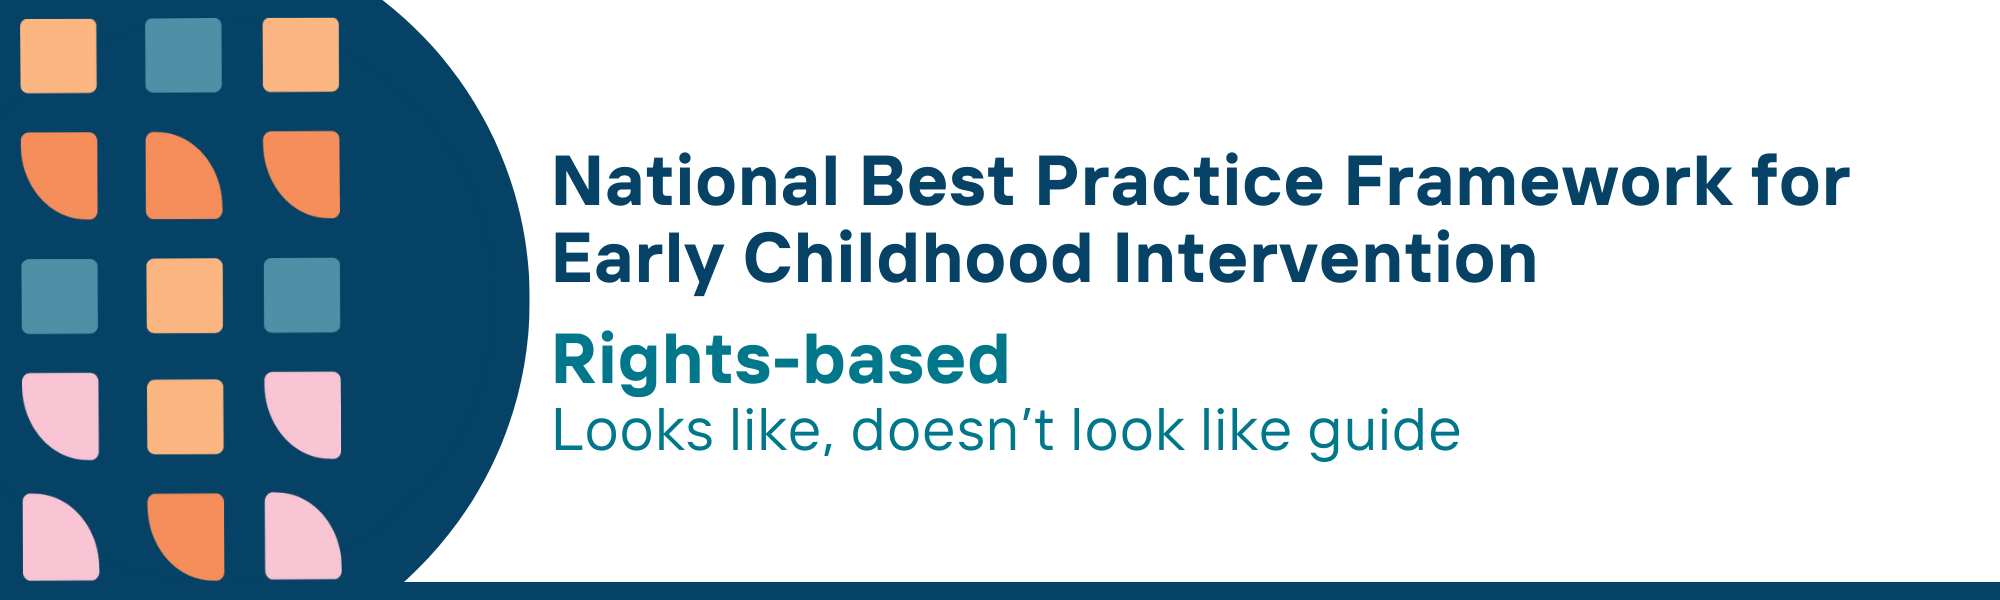 National Best Practice Framework for
Early Childhood Intervention
Rights-based
Looks like, doesn’t look like guide